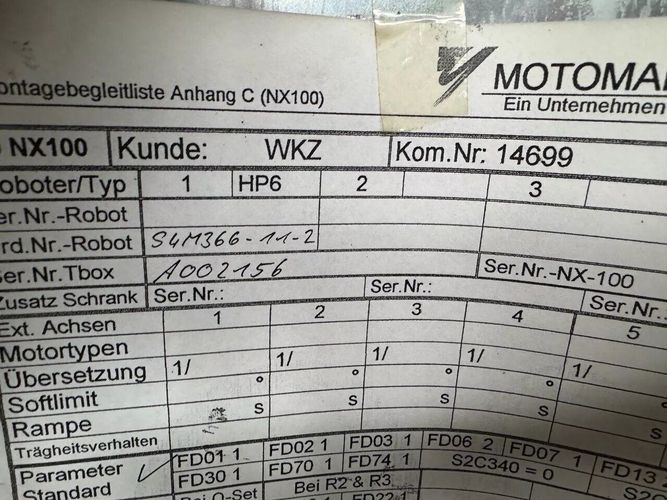 ontagebegleitliste Anhang C (NX100)
MOTOMA
Ein Unternehmen
NX100 Kunde: WKZ Kom.Nr: 14699
oboter/Typ 1 HP6 2 3
er.Nr.-Robot
rd.Nr.-Robot S4M366-11-2
Ser.Nr.Tbox A002156 Ser.Nr.-NX-100
Zusatz Schrank Ser.Nr.: Ser.Nr.: Ser.Nr.:
Ext. Achsen 1 2 3 4 5
Motortypen
Übersetzung 1/ 1/ 1/ 1/ 1/
Softlimit ° ° ° °
Rampe s s s s
Trägheitsverhalten
Parameter FD01 1 FD02 1 FD03 1 FD06 2 FD07 1 FD13
Standard FD30 1 FD70 1 FD74 1 S2C340 = 0
Bei Q-Set Bei R2 & R3